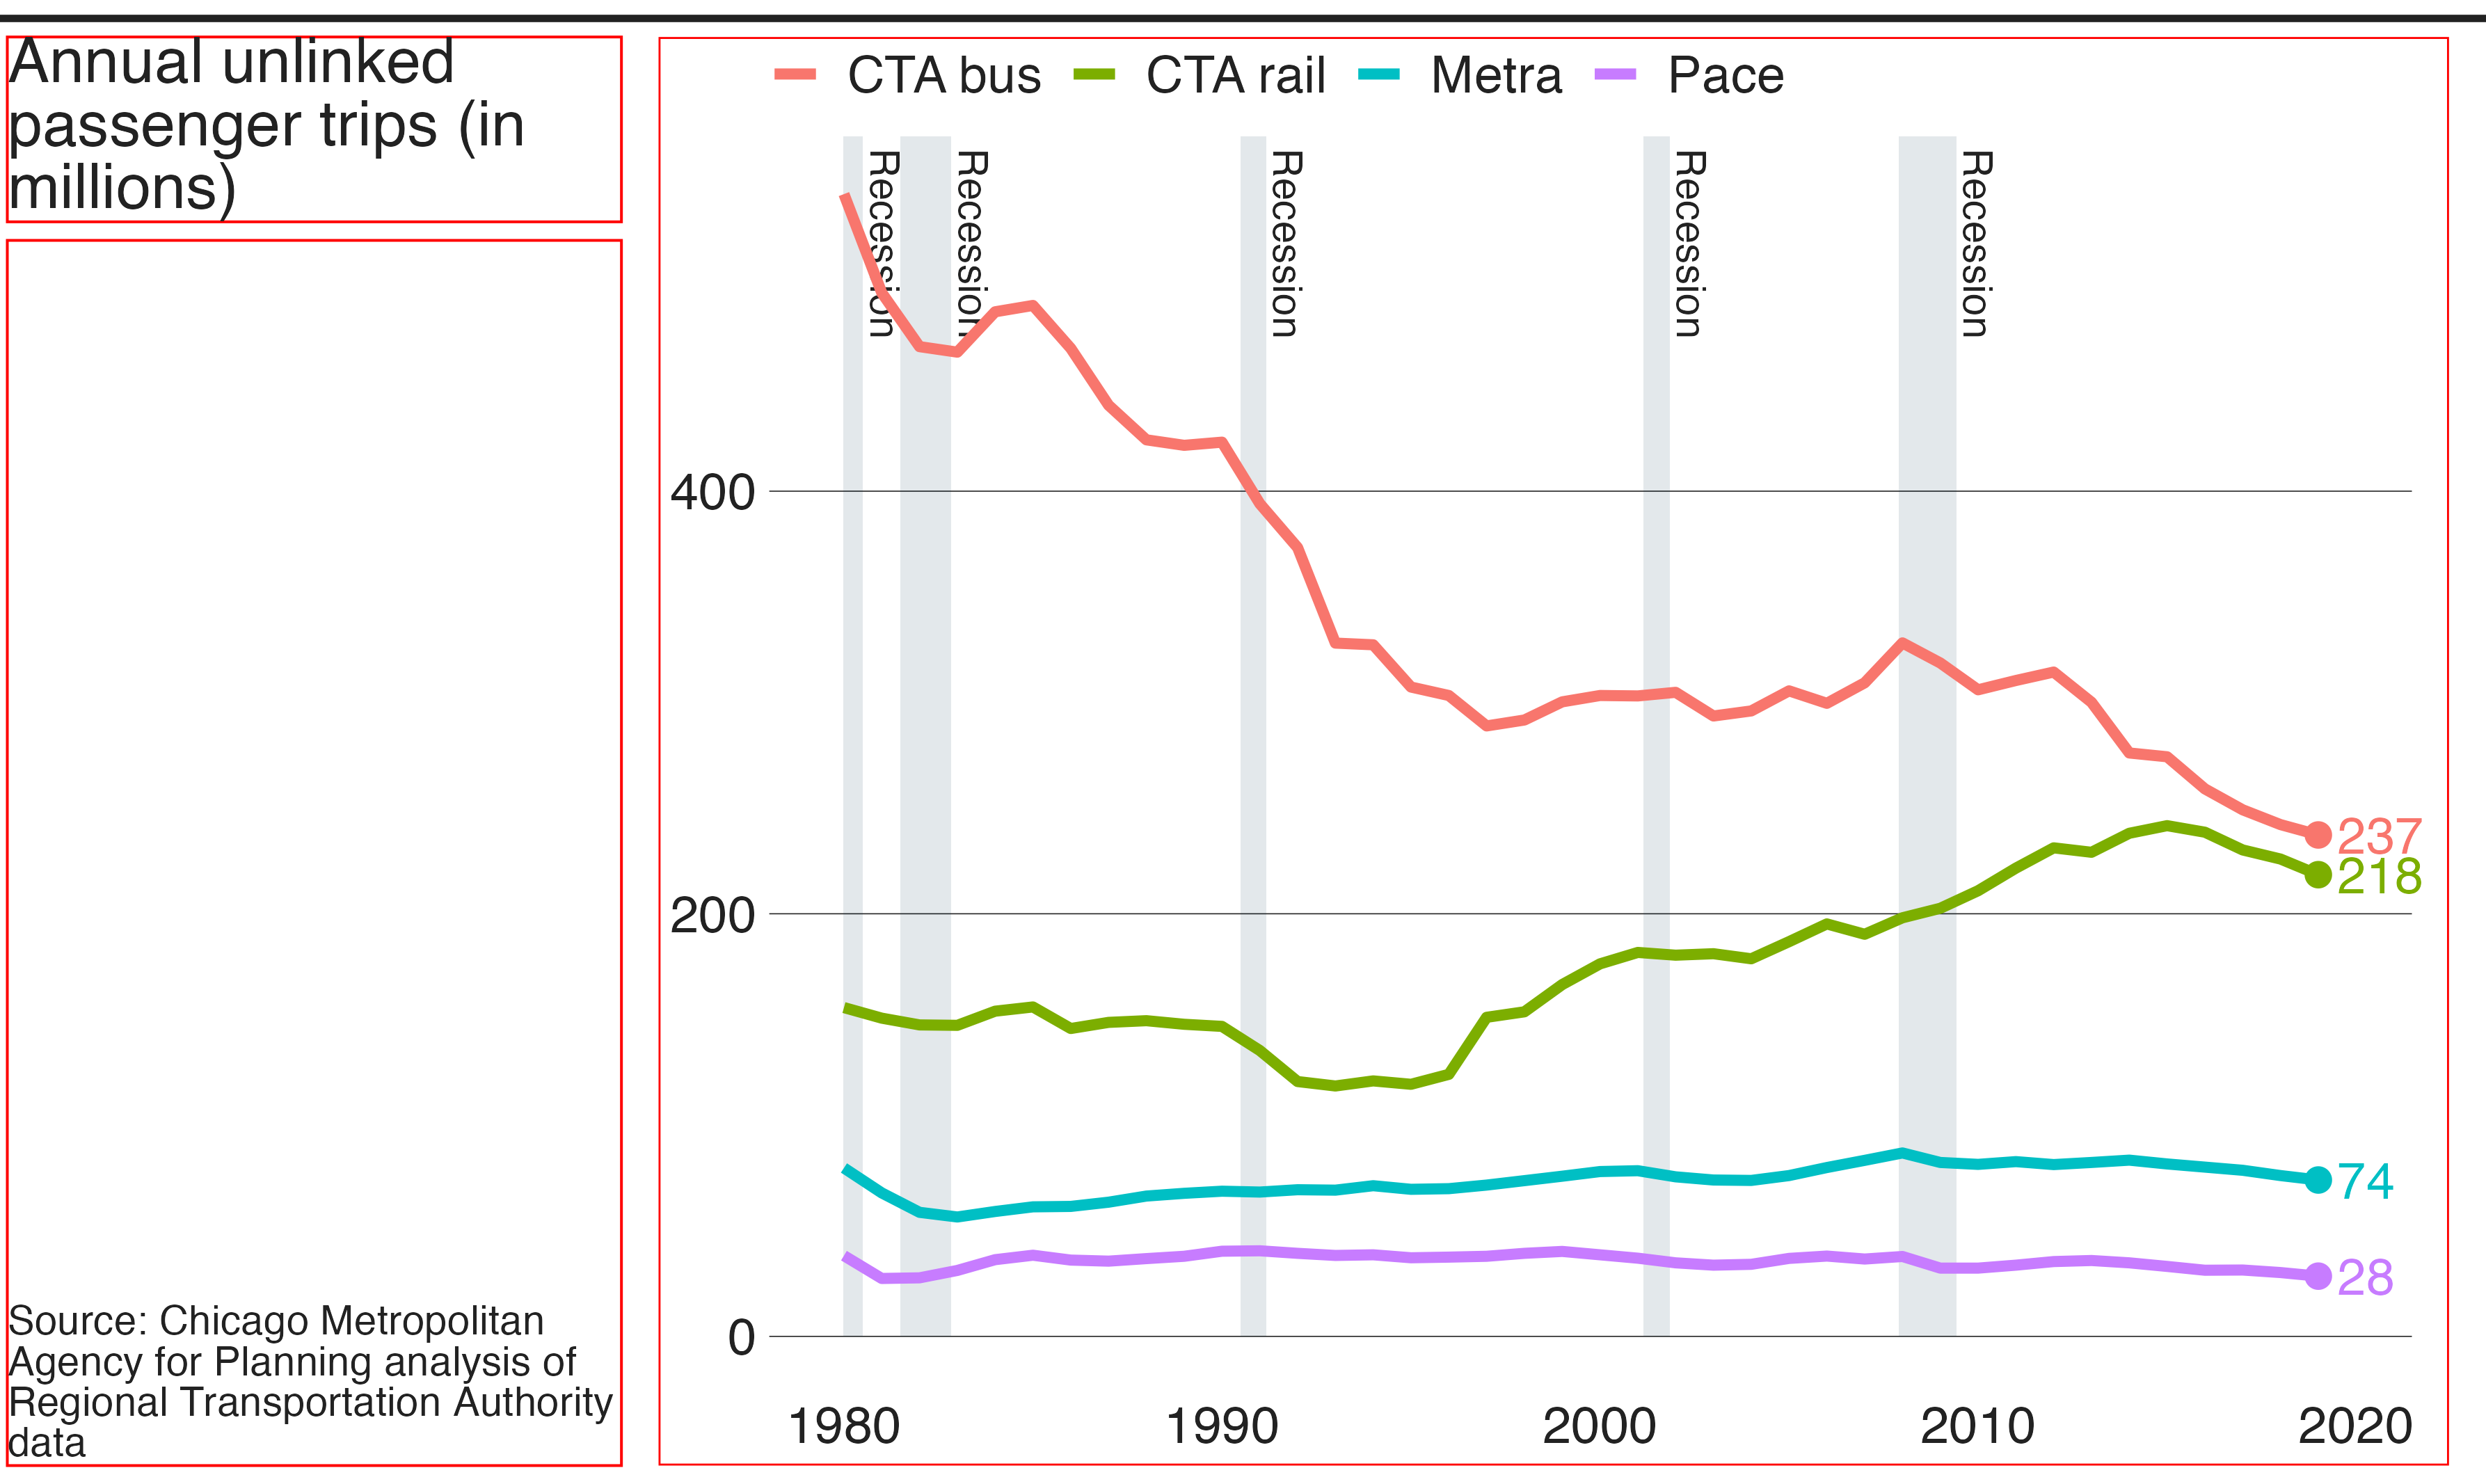 Annual unlinked
passenger trips (in
millions)
Source: Chicago Metropolitan
Agency for Planning analysis of
Regional Transportation Authority
data
CTA bus CTA rail Metra Pace
Recession
Recession
Recession
Recession
Recession
400
200
0
237
218
74
28
1980 1990 2000 2010 2020